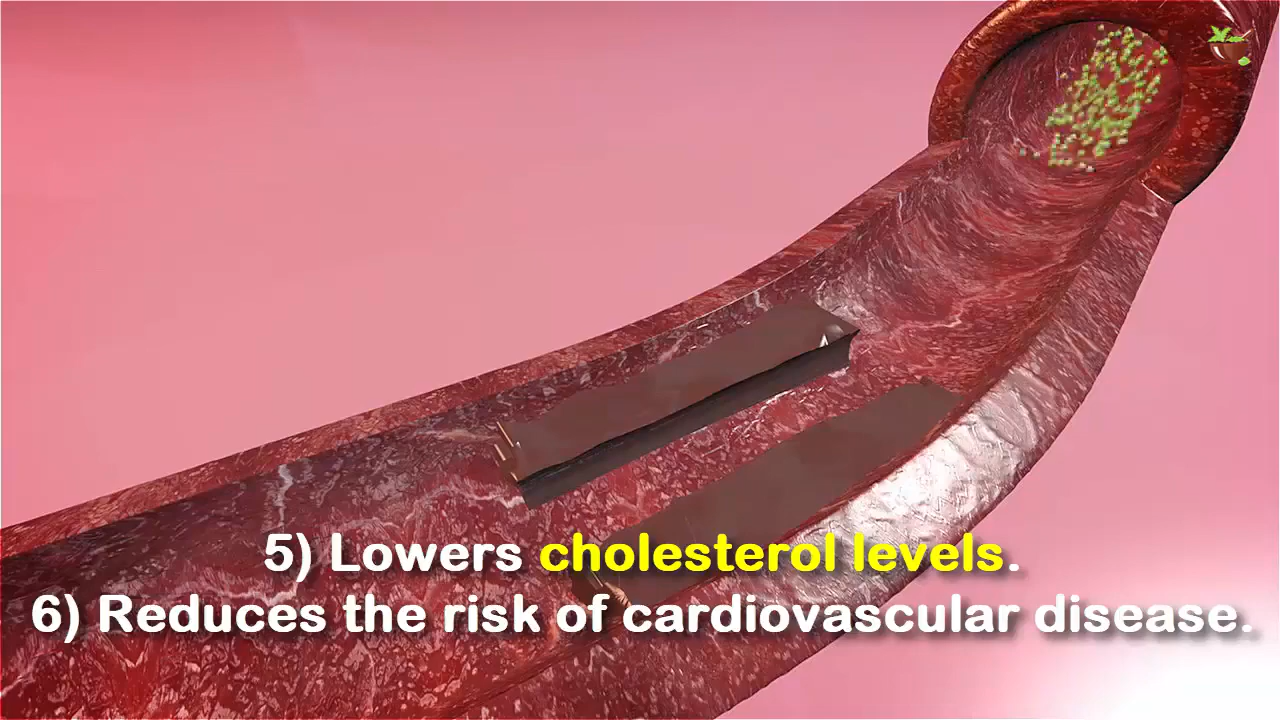 5) Lowers cholesterol levels.
6) Reduces the risk of cardiovascular disease.